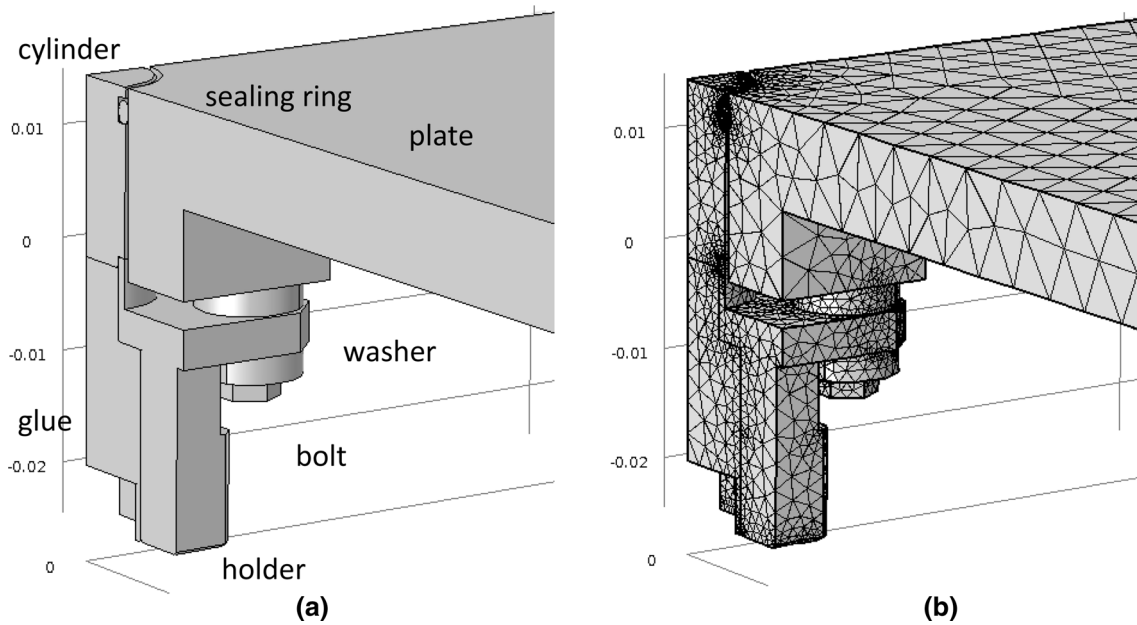 cylinder
sealing ring
plate
0.01
0
-0.01
washer
glue
bolt
-0.02
0
holder
(a)
0.01
0
-0.01
-0.02
0
(b)